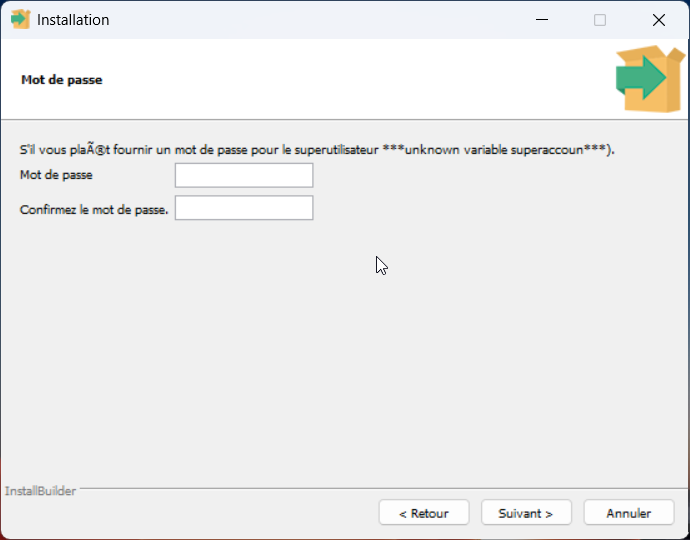 Installation
Mot de passe
S'il vous plaÃ®t fournir un mot de passe pour le superutilisateur ***unknown variable superaccoun***).
Mot de passe
Confirmez le mot de passe.
InstallBuilder
< Retour
Suivant >
Annuler